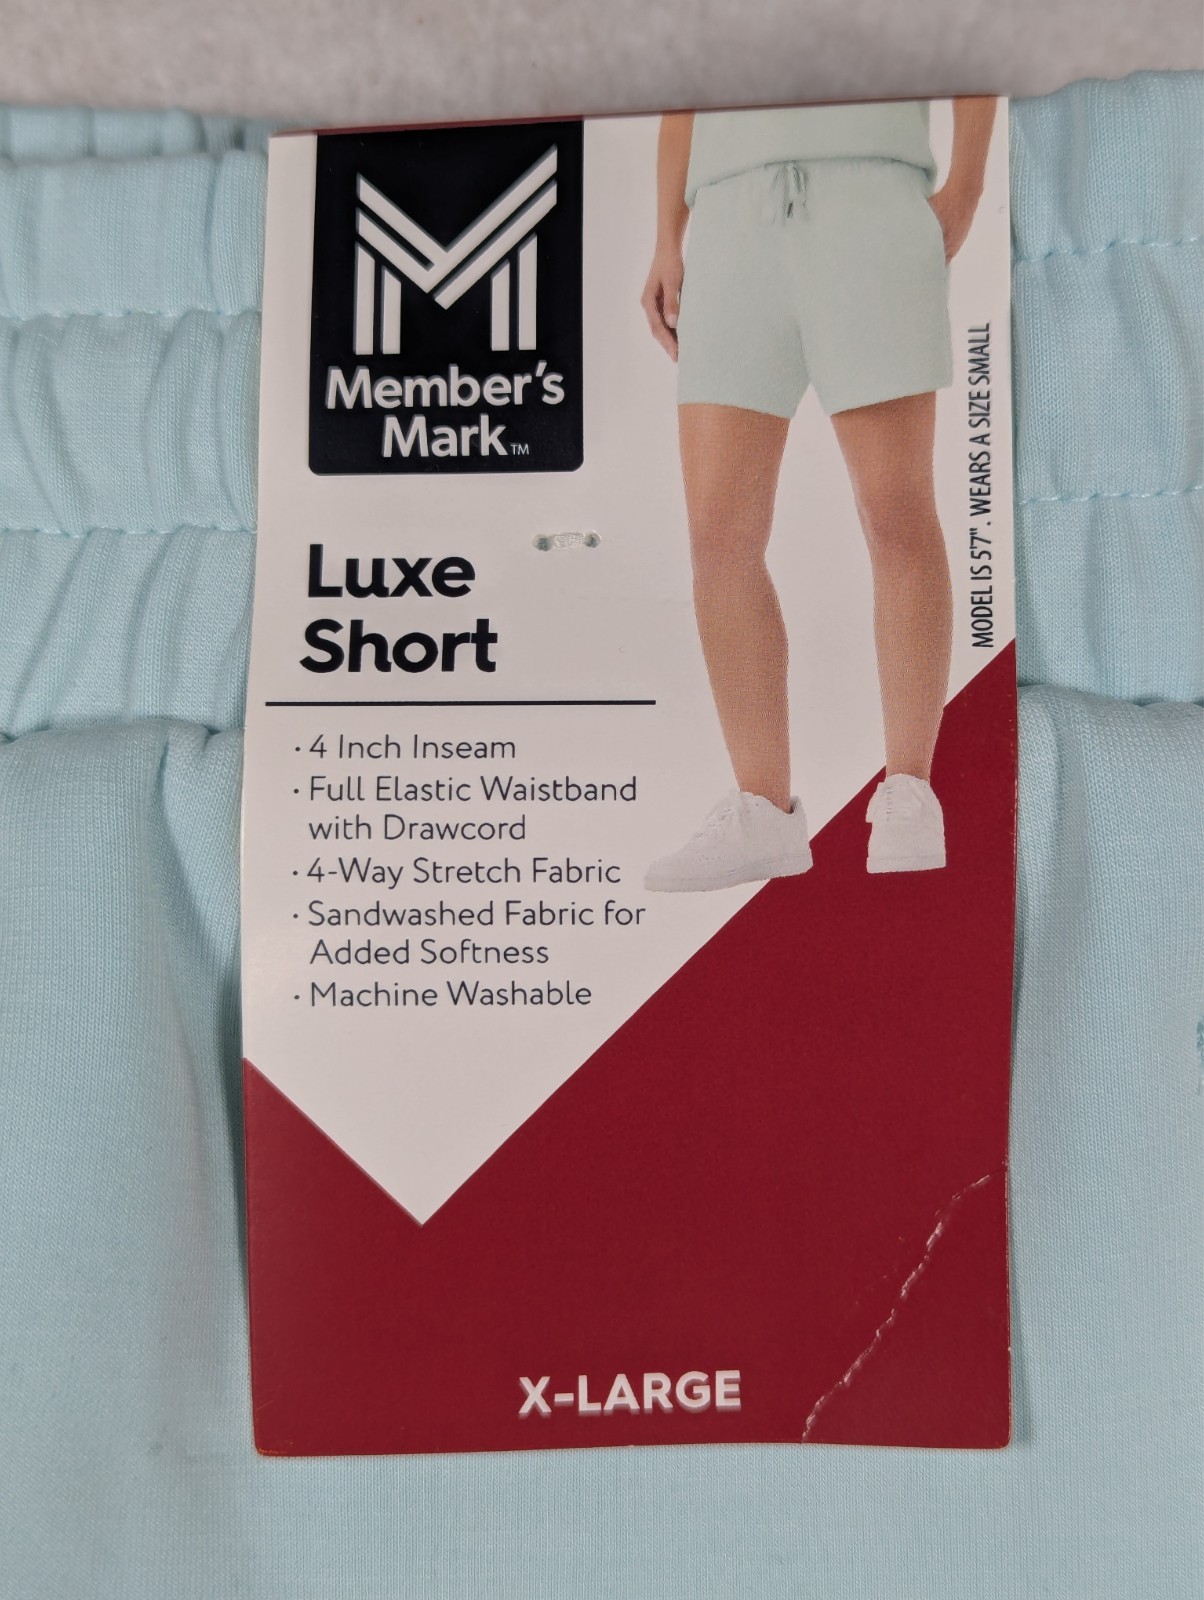 Member's
Mark™
Luxe
Short
· 4 Inch Inseam
· Full Elastic Waistband
with Drawcord
· 4-Way Stretch Fabric
· Sandwashed Fabric for
Added Softness
· Machine Washable
MODEL IS 5'7". WEARS A SIZE SMALL
X-LARGE